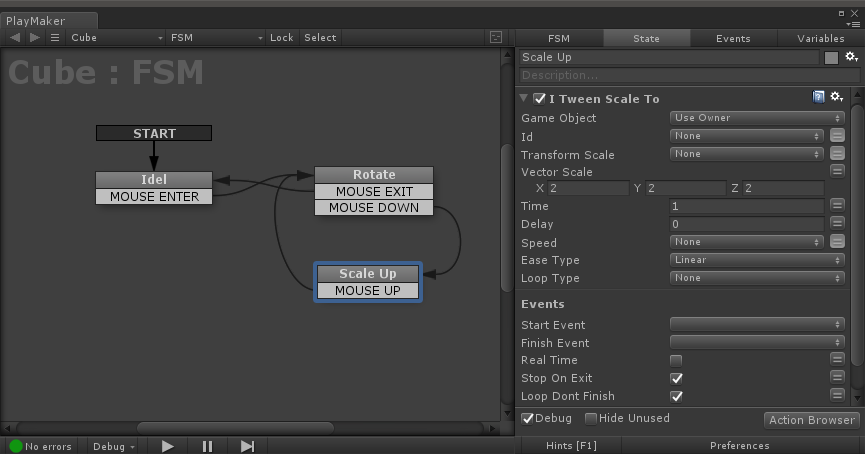 PlayMaker
Cube FSM Lock Select
Cube : FSM
START
Idel
MOUSE ENTER
Rotate
MOUSE EXIT
MOUSE DOWN
Scale Up
MOUSE UP
No errors Debug
FSM State Events Variables
Scale Up
Description...
I Tween Scale To
Game Object Use Owner
Id None
Transform Scale None
Vector Scale
X 2 Y 2 Z 2
Time 1
Delay 0
Speed None
Ease Type Linear
Loop Type None
Events
Start Event
Finish Event
Real Time
Stop On Exit
Loop Dont Finish
Debug Hide Unused Action Browser
Hints [F1] Preferences